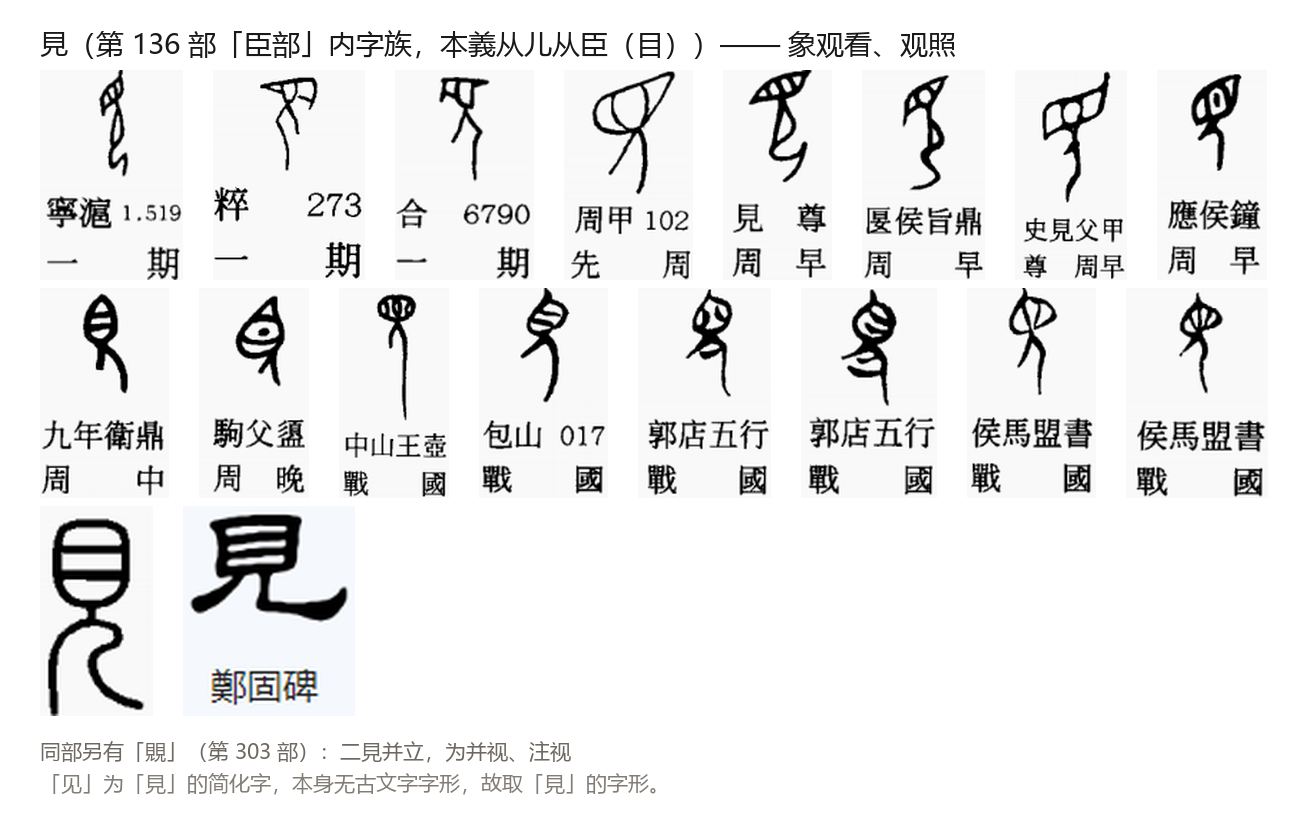 見（第 136 部「臣部」内字族，本義从儿从臣（目））—— 象观看、观照
寧滬 1.519 粹 273 合 6790 周甲 102 見尊 匽侯旨鼎 史見父甲 應侯鐘
一期 一期 一期 先周 周早 周早 尊 周早 周早
九年衛鼎 駒父盨 中山王壺 包山 017 郭店五行 郭店五行 侯馬盟書 侯馬盟書
周中 周晚 戰國 戰國 戰國 戰國 戰國 戰國
見 見
鄭固碑
同部另有「覞」（第 303 部）：二見并立，为并视、注视
「见」为「見」的简化字，本身无古文字字形，故取「見」的字形。